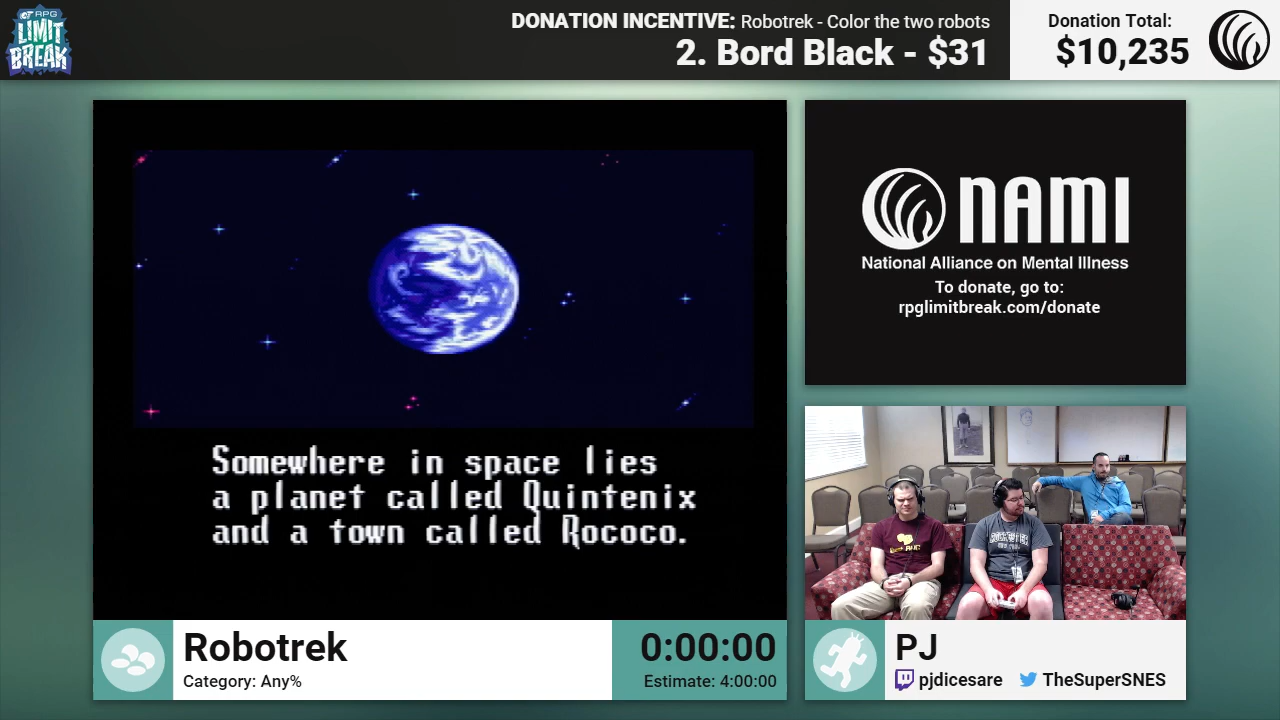 RPG
LIMIT
BREAK
DONATION INCENTIVE: Robotrek - Color the two robots
2. Bord Black - $31
Donation Total:
$10,235
NAMI
National Alliance on Mental Illness
To donate, go to:
rpglimitbreak.com/donate
Somewhere in space lies
a planet called Quintenix
and a town called Rococo.
Robotrek
Category: Any%
0:00:00
Estimate: 4:00:00
PJ
pjdicesare
TheSuperSNES